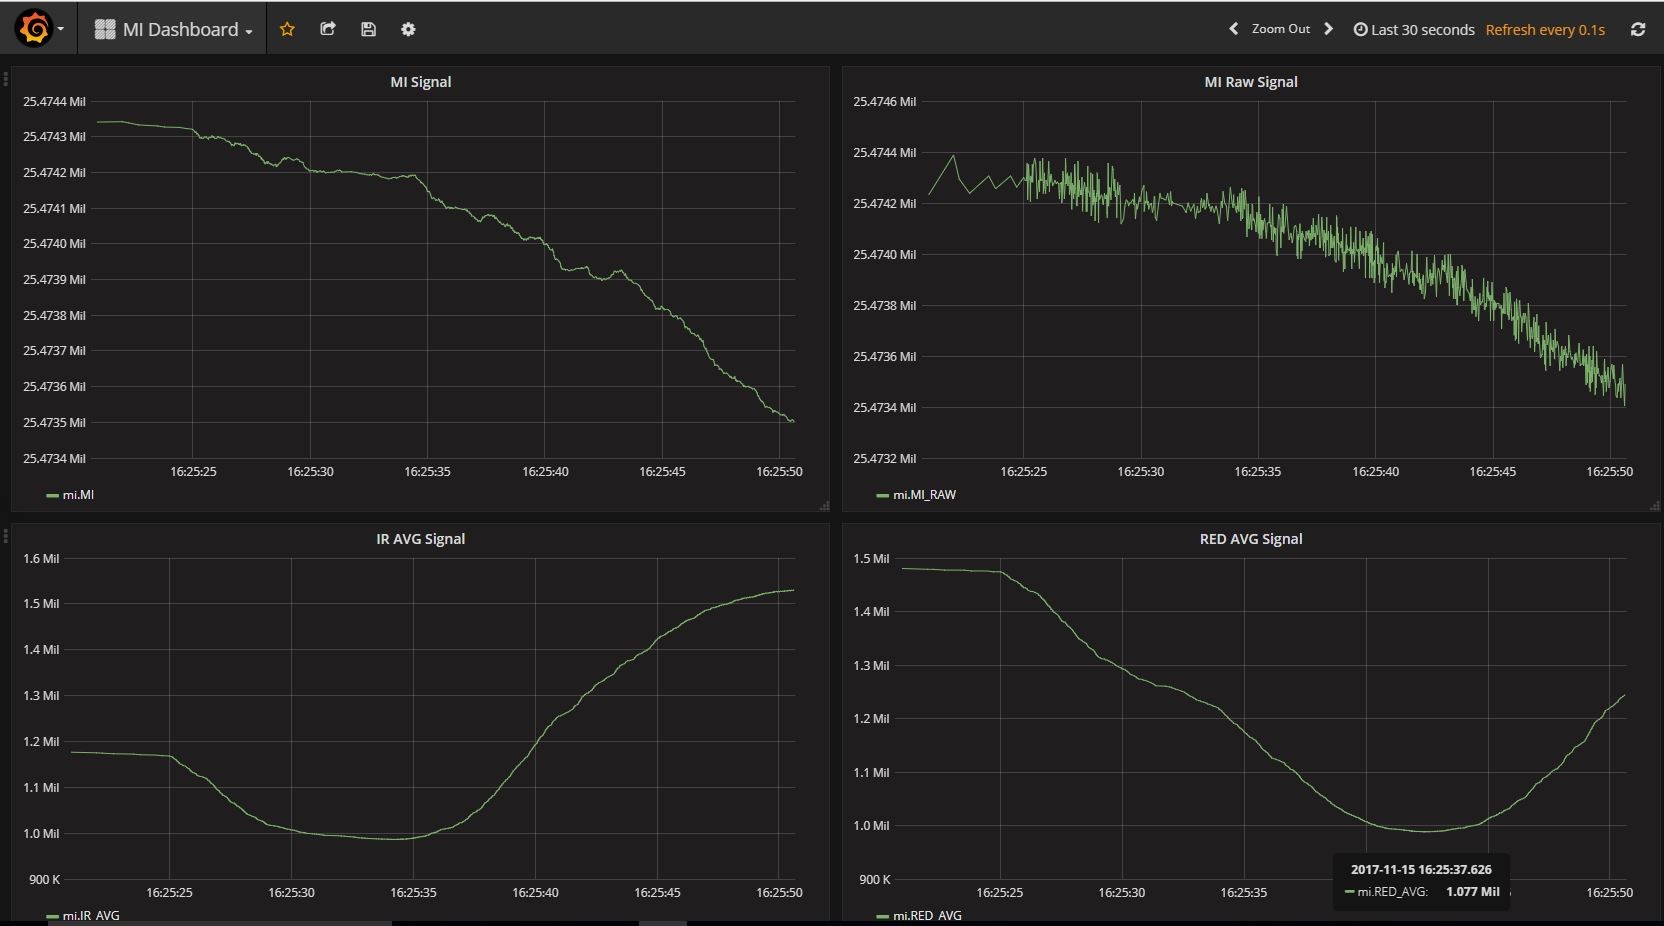 MI Dashboard
Zoom Out
Last 30 seconds
Refresh every 0.1s
MI Signal
25.4744 Mil
25.4743 Mil
25.4742 Mil
25.4741 Mil
25.4740 Mil
25.4739 Mil
25.4738 Mil
25.4737 Mil
25.4736 Mil
25.4735 Mil
25.4734 Mil
16:25:25 16:25:30 16:25:35 16:25:40 16:25:45 16:25:50
mi.MI
MI Raw Signal
25.4746 Mil
25.4744 Mil
25.4742 Mil
25.4740 Mil
25.4738 Mil
25.4736 Mil
25.4734 Mil
25.4732 Mil
16:25:25 16:25:30 16:25:35 16:25:40 16:25:45 16:25:50
mi.MI_RAW
IR AVG Signal
1.6 Mil
1.5 Mil
1.4 Mil
1.3 Mil
1.2 Mil
1.1 Mil
1.0 Mil
900 K
16:25:25 16:25:30 16:25:35 16:25:40 16:25:45 16:25:50
mi.IR_AVG
RED AVG Signal
1.5 Mil
1.4 Mil
1.3 Mil
1.2 Mil
1.1 Mil
1.0 Mil
900 K
16:25:25 16:25:30 16:25:35 16:25:50
2017-11-15 16:25:37.626
mi.RED_AVG: 1.077 Mil
mi.RED_AVG